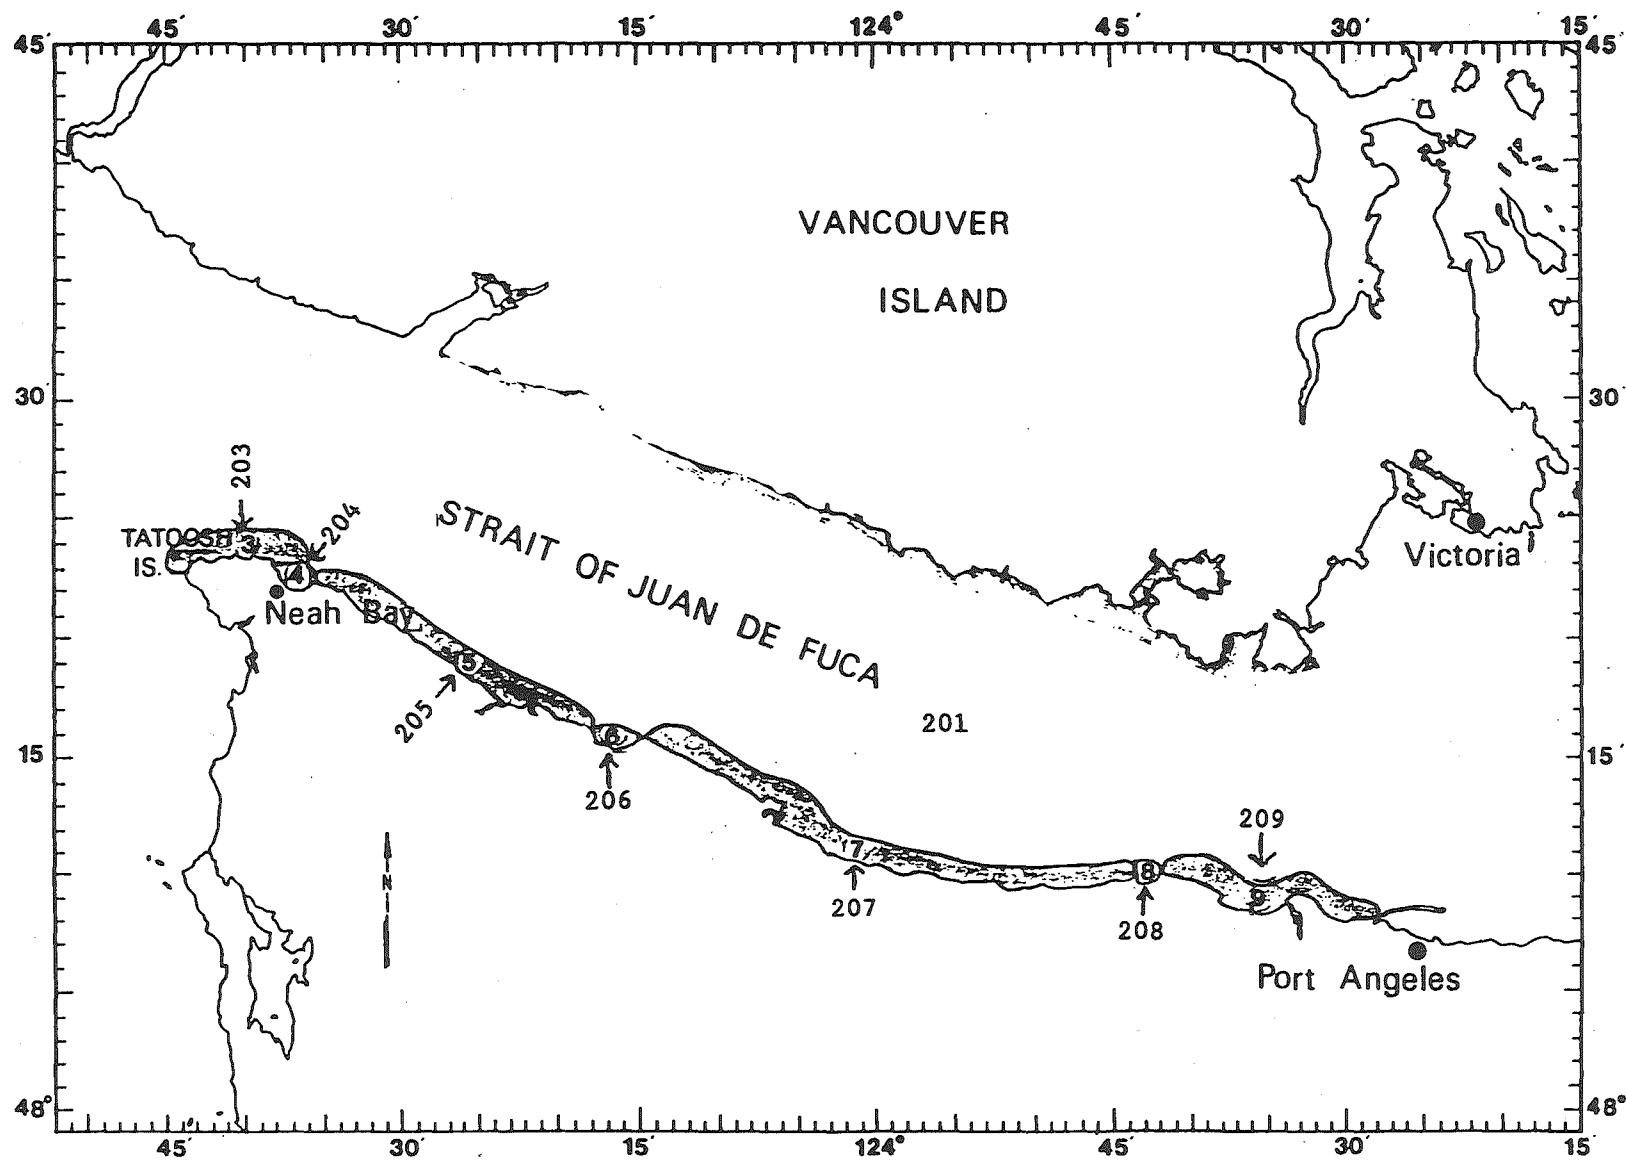 45´ 30´ 15´ 124° 45´ 30´ 15´
45´ 45´
VANCOUVER
ISLAND
30´ 30´
203
204
TATOOSH 3
IS.
4
Neah Bay
STRAIT OF JUAN DE FUCA
Victoria
5
205
201
6
15´ 15´
206
7
209
8
9
207
208
N
Port Angeles
48° 48°
45´ 30´ 15´ 124° 45´ 30´ 15´